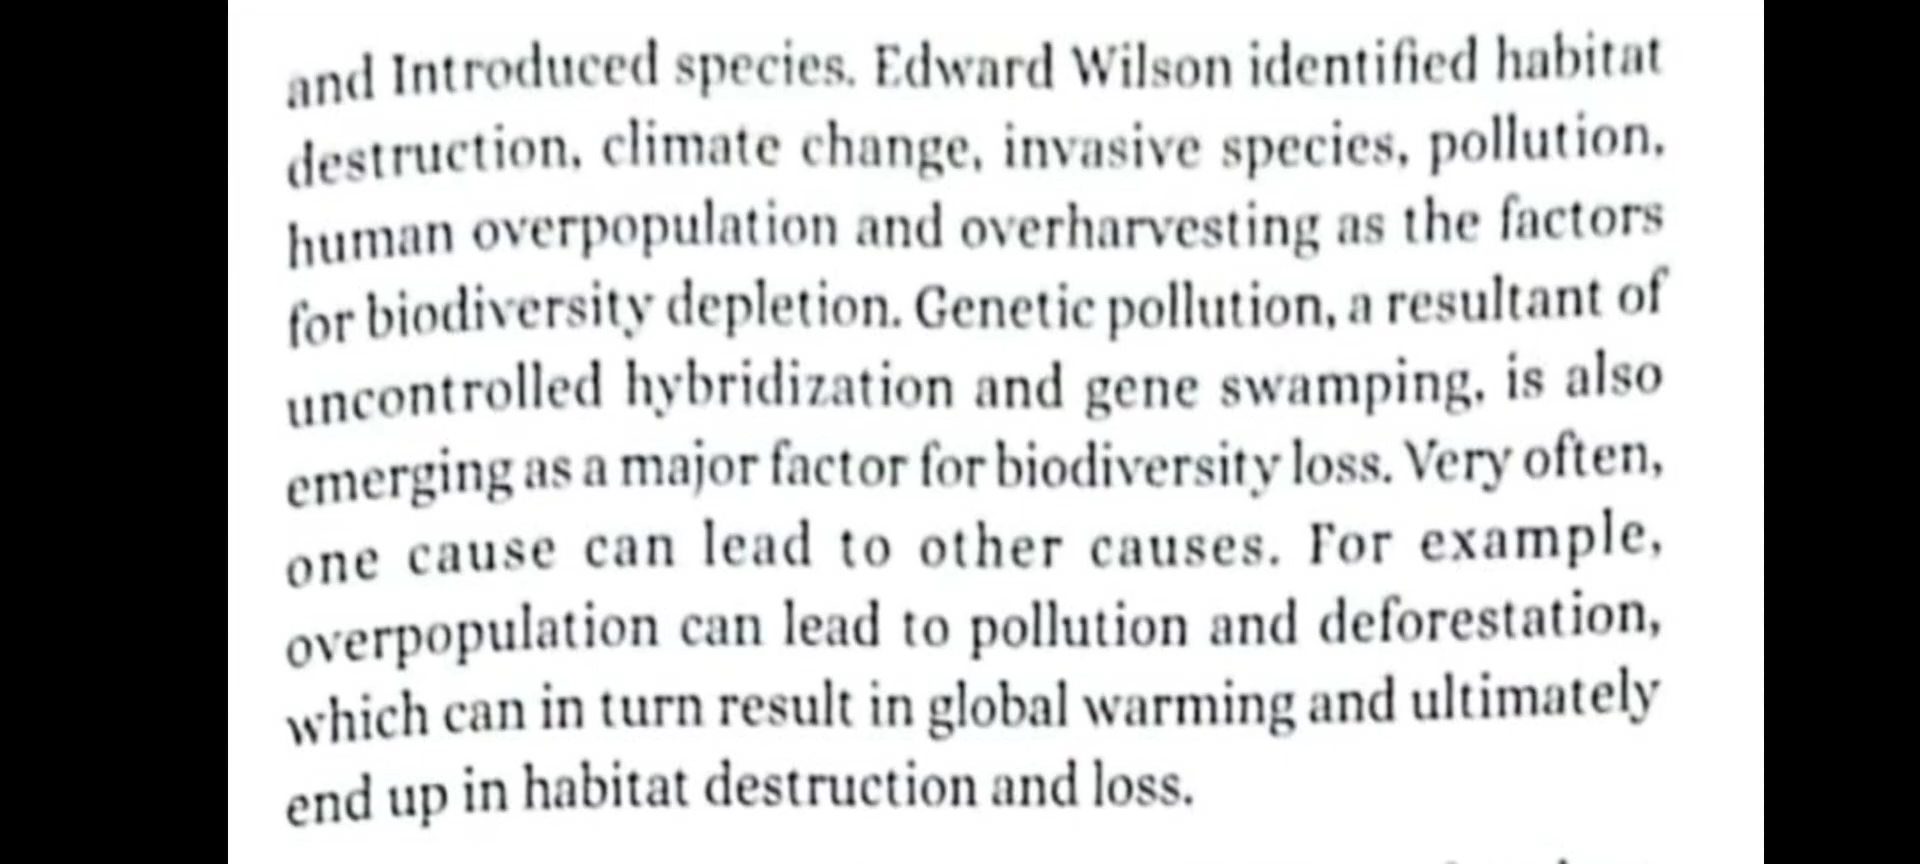 and Introduced species. Edward Wilson identified habitat
destruction, climate change, invasive species, pollution,
human overpopulation and overharvesting as the factors
for biodiversity depletion. Genetic pollution, a resultant of
uncontrolled hybridization and gene swamping, is also
emerging as a major factor for biodiversity loss. Very often,
one cause can lead to other causes. For example,
overpopulation can lead to pollution and deforestation,
which can in turn result in global warming and ultimately
end up in habitat destruction and loss.